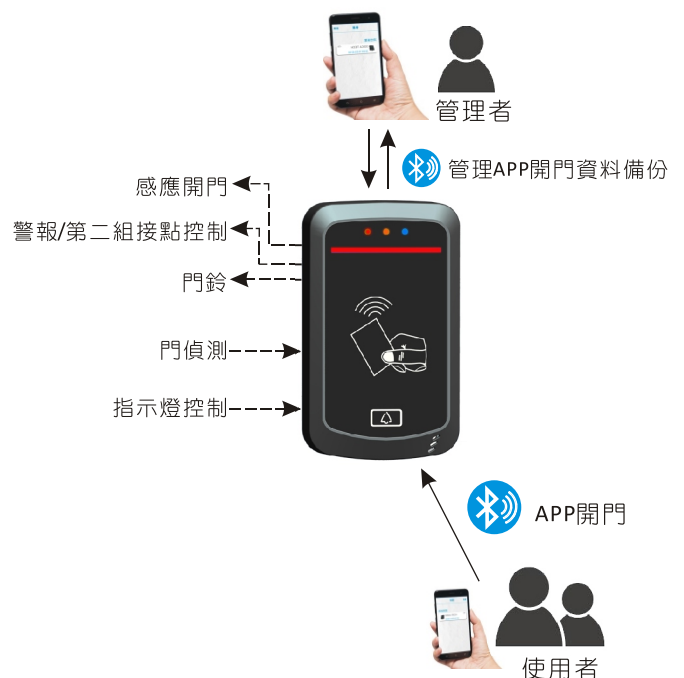 管理者
管理APP開門資料備份
感應開門
警報/第二組接點控制
門鈴
門偵測
指示燈控制
APP開門
使用者